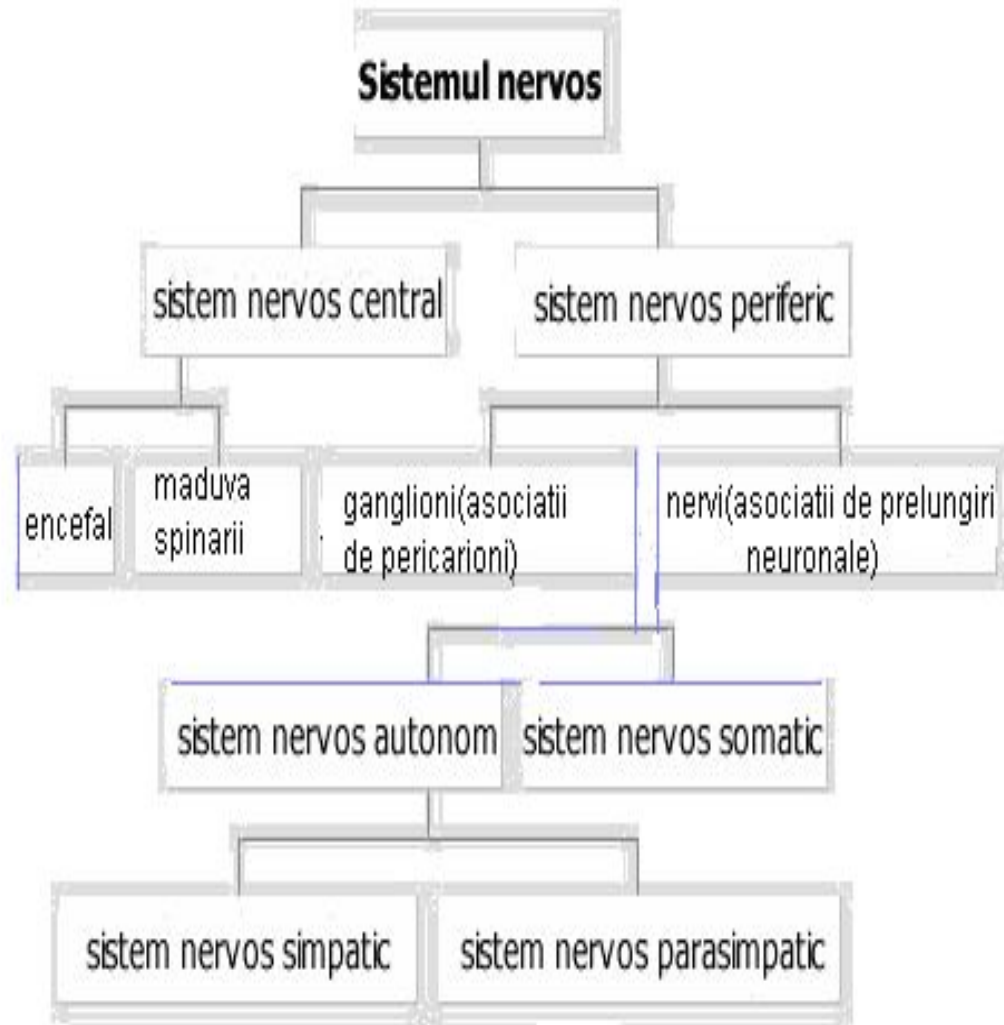 Sistemul nervos
sistem nervos central
sistem nervos periferic
encefal
maduva
spinarii
ganglioni(asociatii
de pericarioni)
nervi(asociatii de prelungiri
neuronale)
sistem nervos autonom
sistem nervos somatic
sistem nervos simpatic
sistem nervos parasimpatic